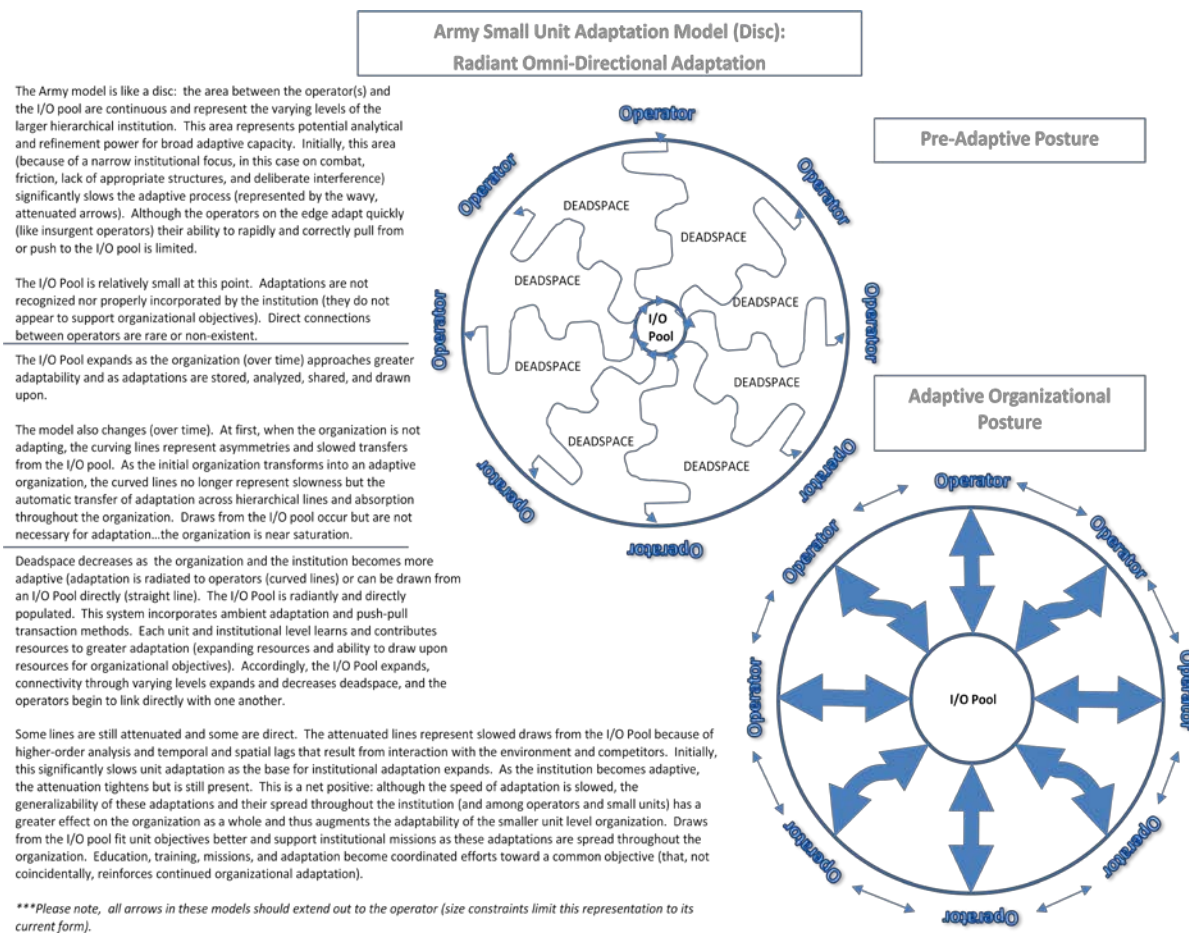 Army Small Unit Adaptation Model (Disc):
Radiant Omni-Directional Adaptation
The Army model is like a disc:  the area between the operator(s) and
the I/O pool are continuous and represent the varying levels of the
larger hierarchical institution.  This area represents potential analytical
and refinement power for broad adaptive capacity.  Initially, this area
(because of a narrow institutional focus, in this case on combat,
friction, lack of appropriate structures, and deliberate interference)
significantly slows the adaptive process (represented by the wavy,
attenuated arrows).  Although the operators on the edge adapt quickly
(like insurgent operators) their ability to rapidly and correctly pull from
or push to the I/O pool is limited.
The I/O Pool is relatively small at this point.  Adaptations are not
recognized nor properly incorporated by the institution (they do not
appear to support organizational objectives).  Direct connections
between operators are rare or non-existent.
The I/O Pool expands as the organization (over time) approaches greater
adaptability and as adaptations are stored, analyzed, shared, and drawn
upon.
The model also changes (over time).  At first, when the organization is not
adapting, the curving lines represent asymmetries and slowed transfers
from the I/O pool.  As the initial organization transforms into an adaptive
organization, the curved lines no longer represent slowness but the
automatic transfer of adaptation across hierarchical lines and absorption
throughout the organization.  Draws from the I/O pool occur but are not
necessary for adaptation...the organization is near saturation.
Deadspace decreases as  the organization and the institution becomes more
adaptive (adaptation is radiated to operators (curved lines) or can be drawn from
an I/O Pool directly (straight line).  The I/O Pool is radiantly and directly
populated.  This system incorporates ambient adaptation and push-pull
transaction methods.  Each unit and institutional level learns and contributes
resources to greater adaptation (expanding resources and ability to draw upon
resources for organizational objectives).  Accordingly, the I/O Pool expands,
connectivity through varying levels expands and decreases deadspace, and the
operators begin to link directly with one another.
Some lines are still attenuated and some are direct.  The attenuated lines represent slowed draws from the I/O Pool because of
higher-order analysis and temporal and spatial lags that result from interaction with the environment and competitors.  Initially,
this significantly slows unit adaptation as the base for institutional adaptation expands.  As the institution becomes adaptive,
the attenuation tightens but is still present.  This is a net positive: although the speed of adaptation is slowed, the
generalizability of these adaptations and their spread throughout the institution (and among operators and small units) has a
greater effect on the organization as a whole and thus augments the adaptability of the smaller unit level organization.  Draws
from the I/O pool fit unit objectives better and support institutional missions as these adaptations are spread throughout the
organization.  Education, training, missions, and adaptation become coordinated efforts toward a common objective (that, not
coincidentally, reinforces continued organizational adaptation).
***Please note,  all arrows in these models should extend out to the operator (size constraints limit this representation to its
current form).
Pre-Adaptive Posture
Operator
Operator
Operator
Operator
Operator
Operator
Operator
Operator
DEADSPACE
DEADSPACE
DEADSPACE
DEADSPACE
DEADSPACE
DEADSPACE
DEADSPACE
DEADSPACE
I/O
Pool
Adaptive Organizational
Posture
Operator
Operator
Operator
Operator
Operator
Operator
Operator
Operator
I/O Pool